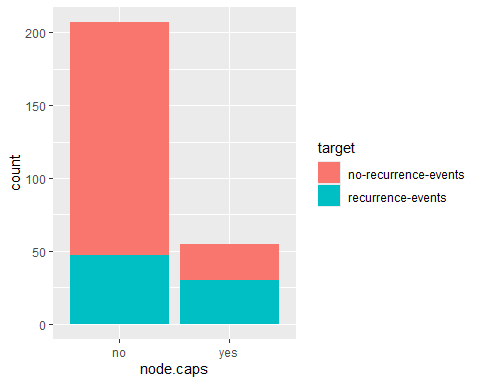 200
150
100
50
0
count
no yes
node.caps
target
no-recurrence-events
recurrence-events